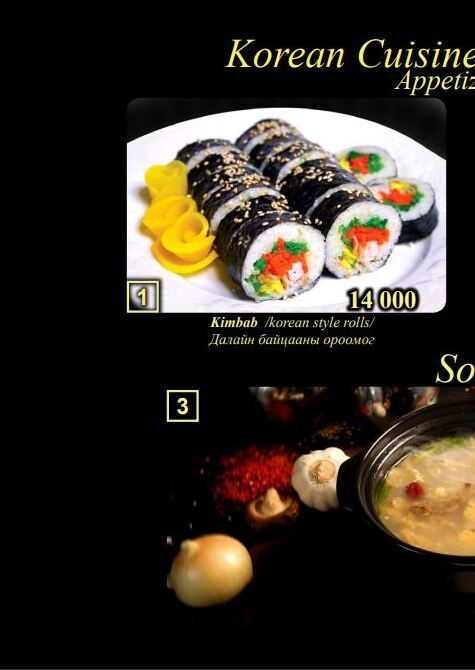 Korean Cuisine
Appetiz
1
14 000
Kimbab /korean style rolls/
Далайн байцааны ороомог
So
3